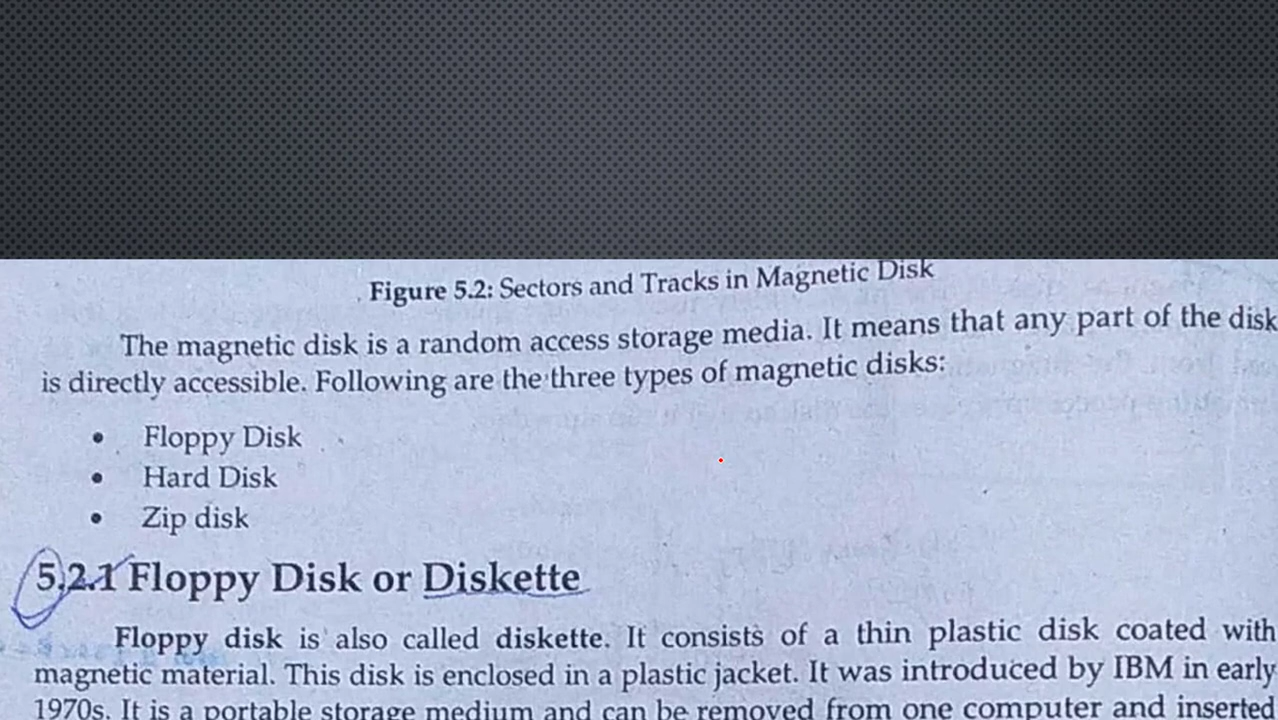 Figure 5.2: Sectors and Tracks in Magnetic Disk
The magnetic disk is a random access storage media. It means that any part of the disk
is directly accessible. Following are the three types of magnetic disks:
• Floppy Disk
• Hard Disk
• Zip disk
5.2.1 Floppy Disk or Diskette
Floppy disk is also called diskette. It consists of a thin plastic disk coated with
magnetic material. This disk is enclosed in a plastic jacket. It was introduced by IBM in early
1970s. It is a portable storage medium and can be removed from one computer and inserted